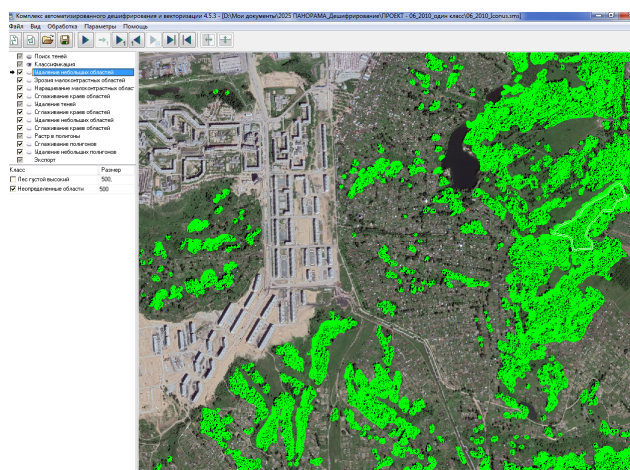 Комплекс автоматизированного дешифрирования и векторизации 4.5.3 - [D:\Мои документы\2025 ПАНОРАМА_Дешифрирование\ПРОЕКТ - 06_2010_один класс\06_2010_Iconus.sms]
Файл Вид Обработка Параметры Помощь
Поиск теней
Классификация
Удаление небольших областей
Эрозия малоконтрастных областей
Наращивание малоконтрастных облас
Сглаживание краев областей
Удаление теней
Сглаживание краев областей
Удаление небольших областей
Сглаживание краев областей
Растр в полигоны
Сглаживание полигонов
Удаление небольших полигонов
Экспорт
Класс Размер
Лес густой высокий 500,
Неопределенные области 500